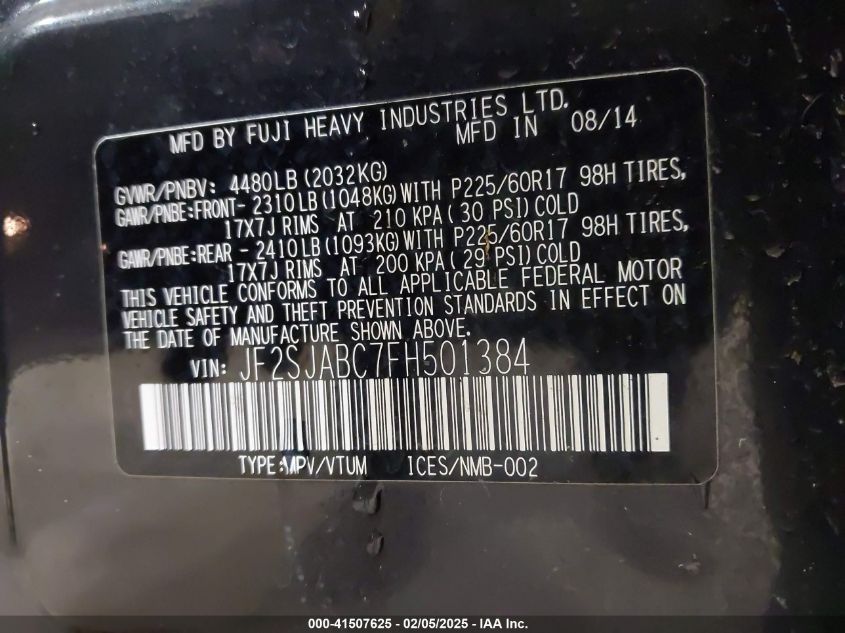 MFD BY FUJI HEAVY INDUSTRIES LTD.
MFD IN 08/14
GVWR/PNBV: 4480LB (2032KG)
GAWR/PNBE:FRONT- 2310LB (1048KG) WITH P225/60R17 98H TIRES,
17X7J RIMS AT 210 KPA ( 30 PSI) COLD
GAWR/PNBE:REAR - 2410LB (1093KG) WITH P225/60R17 98H TIRES,
17X7J RIMS AT 200 KPA ( 29 PSI) COLD
THIS VEHICLE CONFORMS TO ALL APPLICABLE FEDERAL MOTOR
VEHICLE SAFETY AND THEFT PREVENTION STANDARDS IN EFFECT ON
THE DATE OF MANUFACTURE SHOWN ABOVE.
VIN: JF2SJABC7FH501384
TYPE:MPV/VTUM ICES/NMB-002
000-41507625 - 02/05/2025 - IAA Inc.